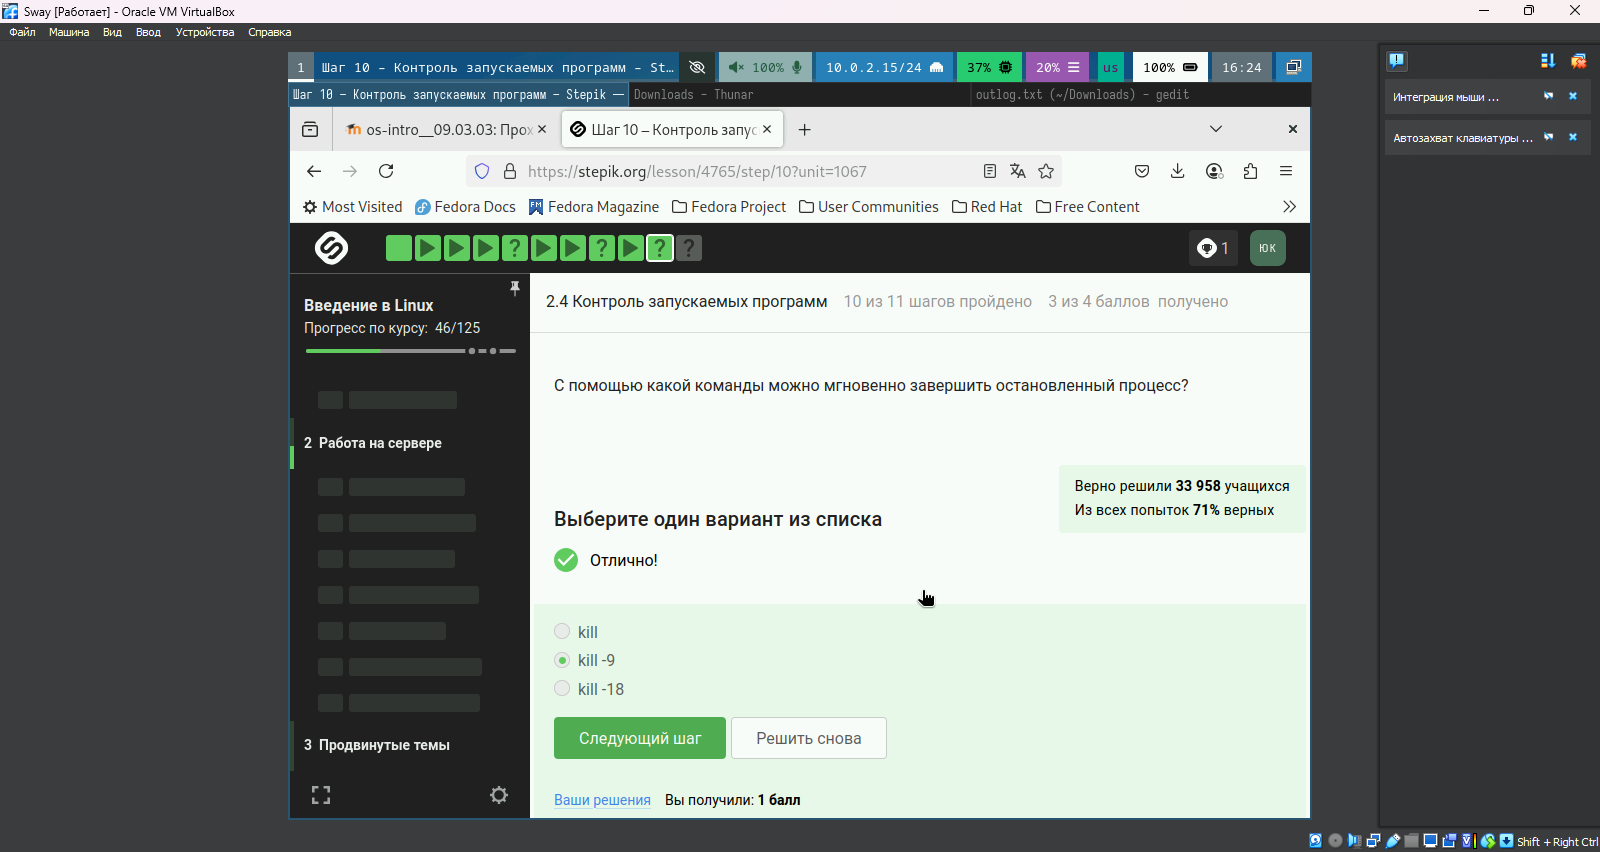 Sway [Работает] - Oracle VM VirtualBox
Файл Машина Вид Ввод Устройства Справка
1 Шаг 10 – Контроль запускаемых программ – St… 100% 10.0.2.15/24 37% 20% us 100% 16:24
Шаг 10 – Контроль запускаемых программ – Stepik — Downloads – Thunar outlog.txt (~/Downloads) – gedit
Интеграция мыши ...
Автозахват клавиатуры ...
os-intro__09.03.03: Прох Шаг 10 – Контроль запус
https://stepik.org/lesson/4765/step/10?unit=1067
Most Visited Fedora Docs Fedora Magazine Fedora Project User Communities Red Hat Free Content
? ? ? ? 1 ЮК
Введение в Linux
Прогресс по курсу: 46/125
2 Работа на сервере
3 Продвинутые темы
2.4 Контроль запускаемых программ 10 из 11 шагов пройдено 3 из 4 баллов получено
С помощью какой команды можно мгновенно завершить остановленный процесс?
Верно решили 33 958 учащихся
Из всех попыток 71% верных
Выберите один вариант из списка
Отлично!
kill
kill -9
kill -18
Следующий шаг Решить снова
Ваши решения Вы получили: 1 балл
Shift + Right Ctrl